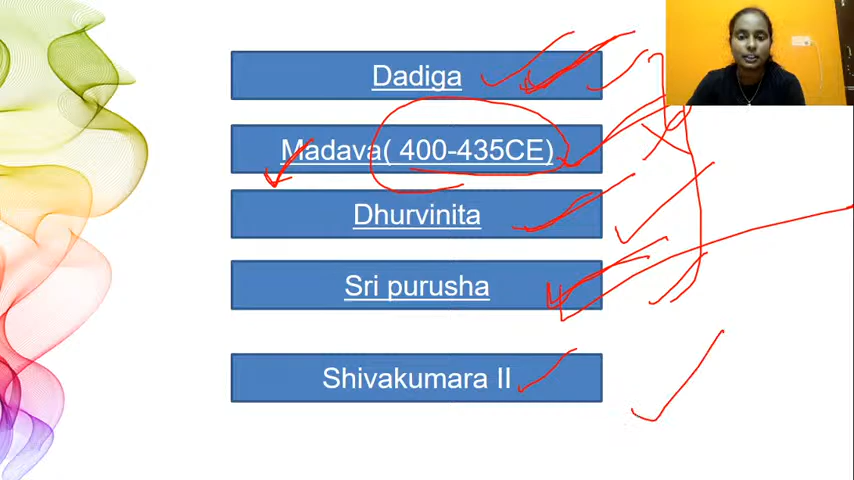 Dadiga
Madava( 400-435CE)
Dhurvinita
Sri purusha
Shivakumara II